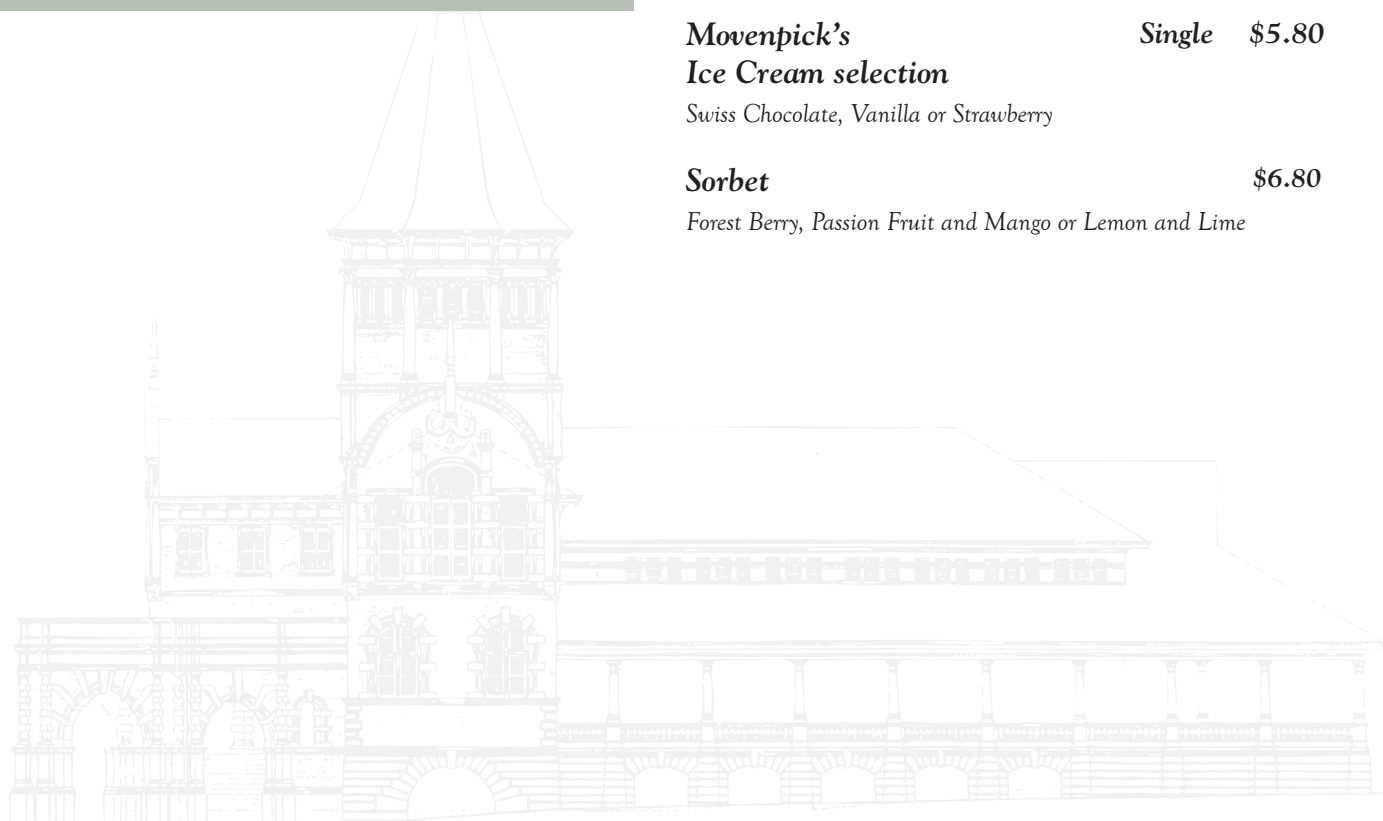 Movenpick’s Single $5.80
Ice Cream selection
Swiss Chocolate, Vanilla or Strawberry
Sorbet $6.80
Forest Berry, Passion Fruit and Mango or Lemon and Lime